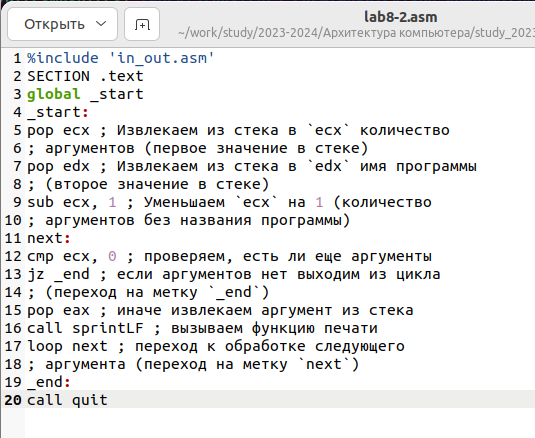 Открыть
lab8-2.asm
~/work/study/2023-2024/Архитектура компьютера/study_2023
1 %include 'in_out.asm'
2 SECTION .text
3 global _start
4 _start:
5 pop ecx ; Извлекаем из стека в `ecx` количество
6 ; аргументов (первое значение в стеке)
7 pop edx ; Извлекаем из стека в `edx` имя программы
8 ; (второе значение в стеке)
9 sub ecx, 1 ; Уменьшаем `ecx` на 1 (количество
10 ; аргументов без названия программы)
11 next:
12 cmp ecx, 0 ; проверяем, есть ли еще аргументы
13 jz _end ; если аргументов нет выходим из цикла
14 ; (переход на метку `_end`)
15 pop eax ; иначе извлекаем аргумент из стека
16 call sprintLF ; вызываем функцию печати
17 loop next ; переход к обработке следующего
18 ; аргумента (переход на метку `next`)
19 _end:
20 call quit